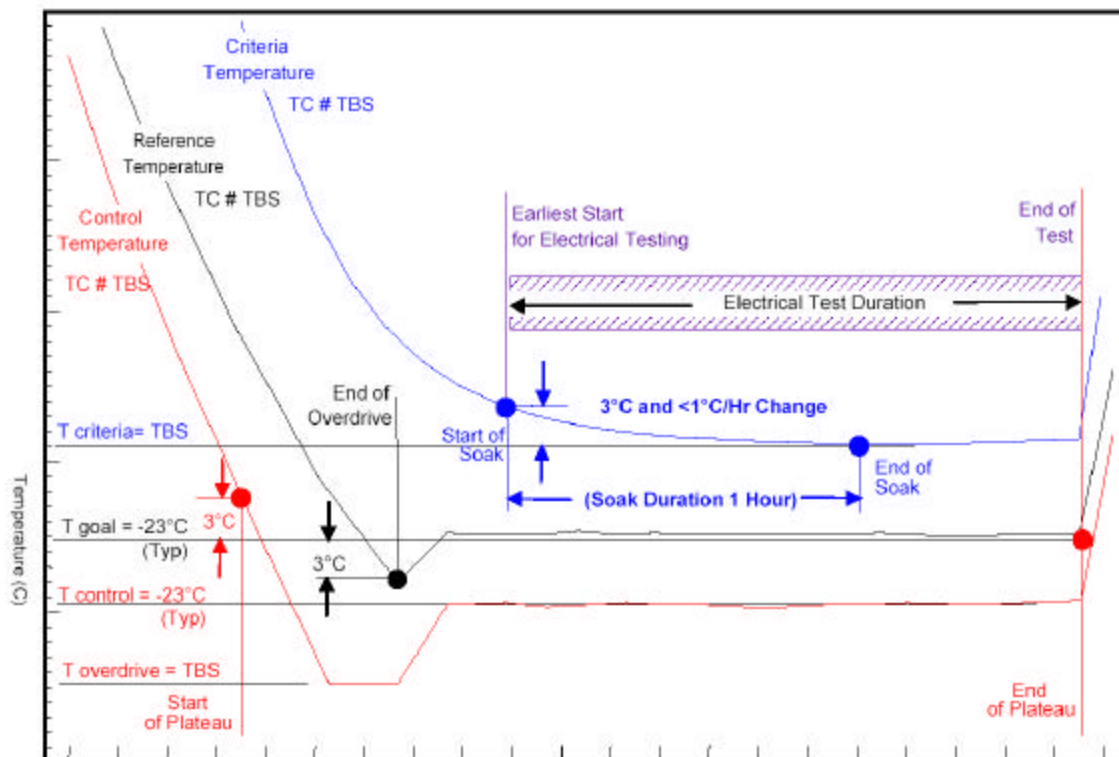 Criteria
Temperature
TC # TBS
Reference
Temperature
TC # TBS
Control
Temperature
TC # TBS
Earliest Start
for Electrical Testing
End of
Test
Electrical Test Duration
End of
Overdrive
3°C and <1°C/Hr Change
T criteria= TBS
Start of
Soak
End of
Soak
(Soak Duration 1 Hour)
3°C
T goal = -23°C
(Typ)
3°C
T control = -23°C
(Typ)
T overdrive = TBS
Start
of Plateau
End
of Plateau
Temperature (C)